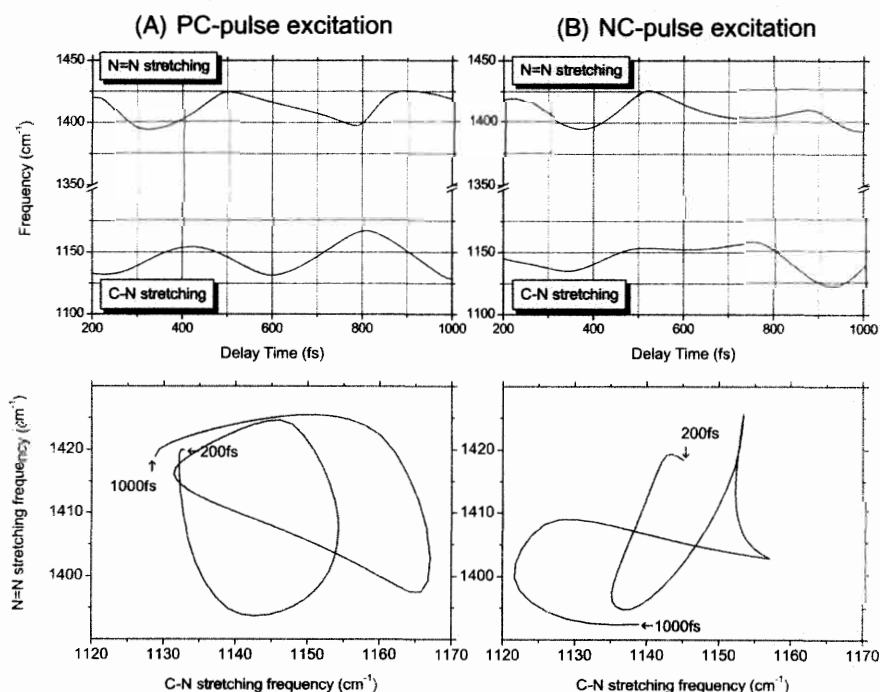 (A) PC-pulse excitation
(B) NC-pulse excitation
1450
1400
1350
1150
1100
Frequency (cm⁻¹)
N=N stretching
C-N stretching
200 400 600 800 1000
Delay Time (fs)
1450
1400
1350
1150
1100
N=N stretching
C-N stretching
200 400 600 800 1000
Delay Time (fs)
1420
1410
1400
N=N stretching frequency (cm⁻¹)
←200fs
↑
1000fs
1120 1130 1140 1150 1160 1170
C-N stretching frequency (cm⁻¹)
1420
1410
1400
200fs
↓
←1000fs
1120 1130 1140 1150 1160 1170
C-N stretching frequency (cm⁻¹)